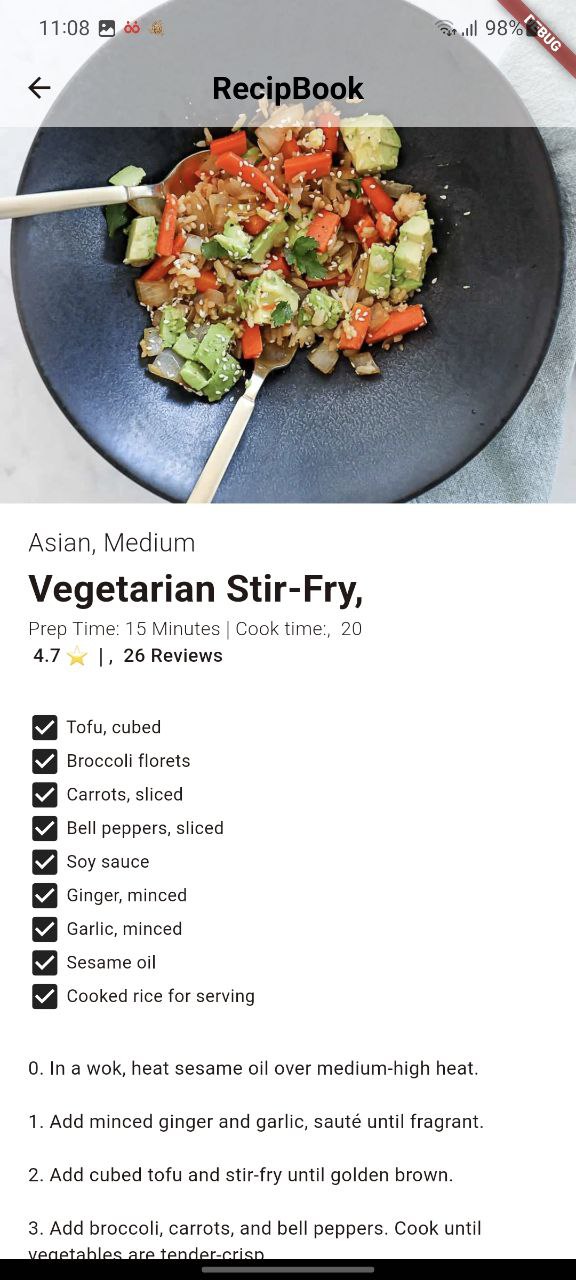 11:08 98%
DEBUG
RecipBook
Asian, Medium
Vegetarian Stir-Fry,
Prep Time: 15 Minutes | Cook time:, 20
4.7 ⭐ | , 26 Reviews
Tofu, cubed
Broccoli florets
Carrots, sliced
Bell peppers, sliced
Soy sauce
Ginger, minced
Garlic, minced
Sesame oil
Cooked rice for serving
0. In a wok, heat sesame oil over medium-high heat.
1. Add minced ginger and garlic, sauté until fragrant.
2. Add cubed tofu and stir-fry until golden brown.
3. Add broccoli, carrots, and bell peppers. Cook until
vegetables are tender-crisp